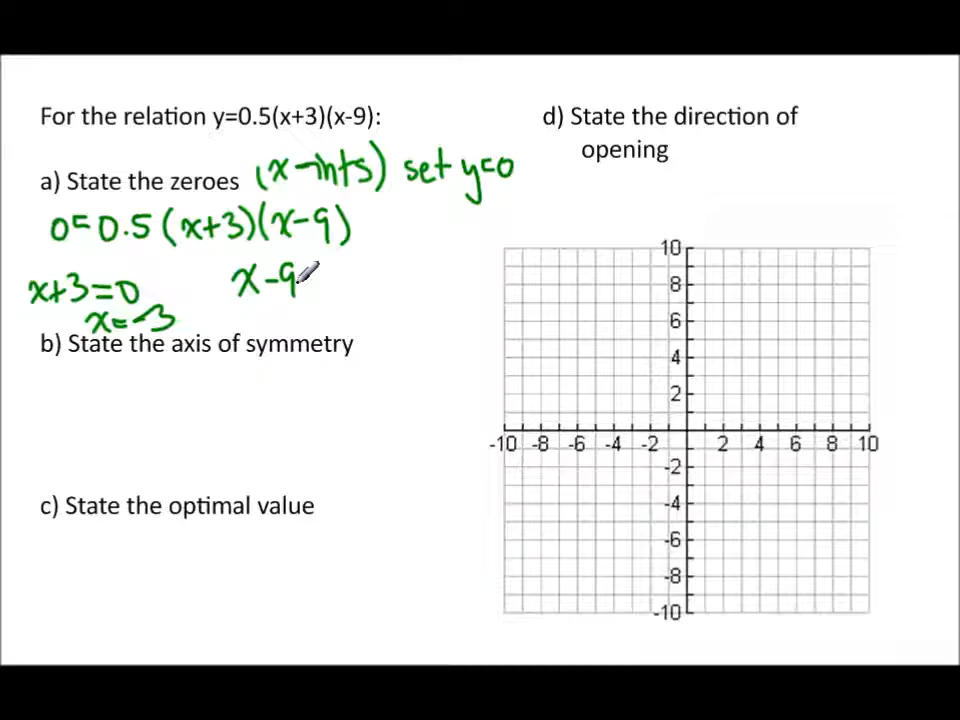 For the relation y=0.5(x+3)(x-9):
a) State the zeroes (x-ints) set y=0
0=0.5(x+3)(x-9)
x+3=0
x-9
x=-3
b) State the axis of symmetry
c) State the optimal value
d) State the direction of
opening
10
8
6
4
2
-10 -8 -6 -4 -2 2 4 6 8 10
-2
-4
-6
-8
-10